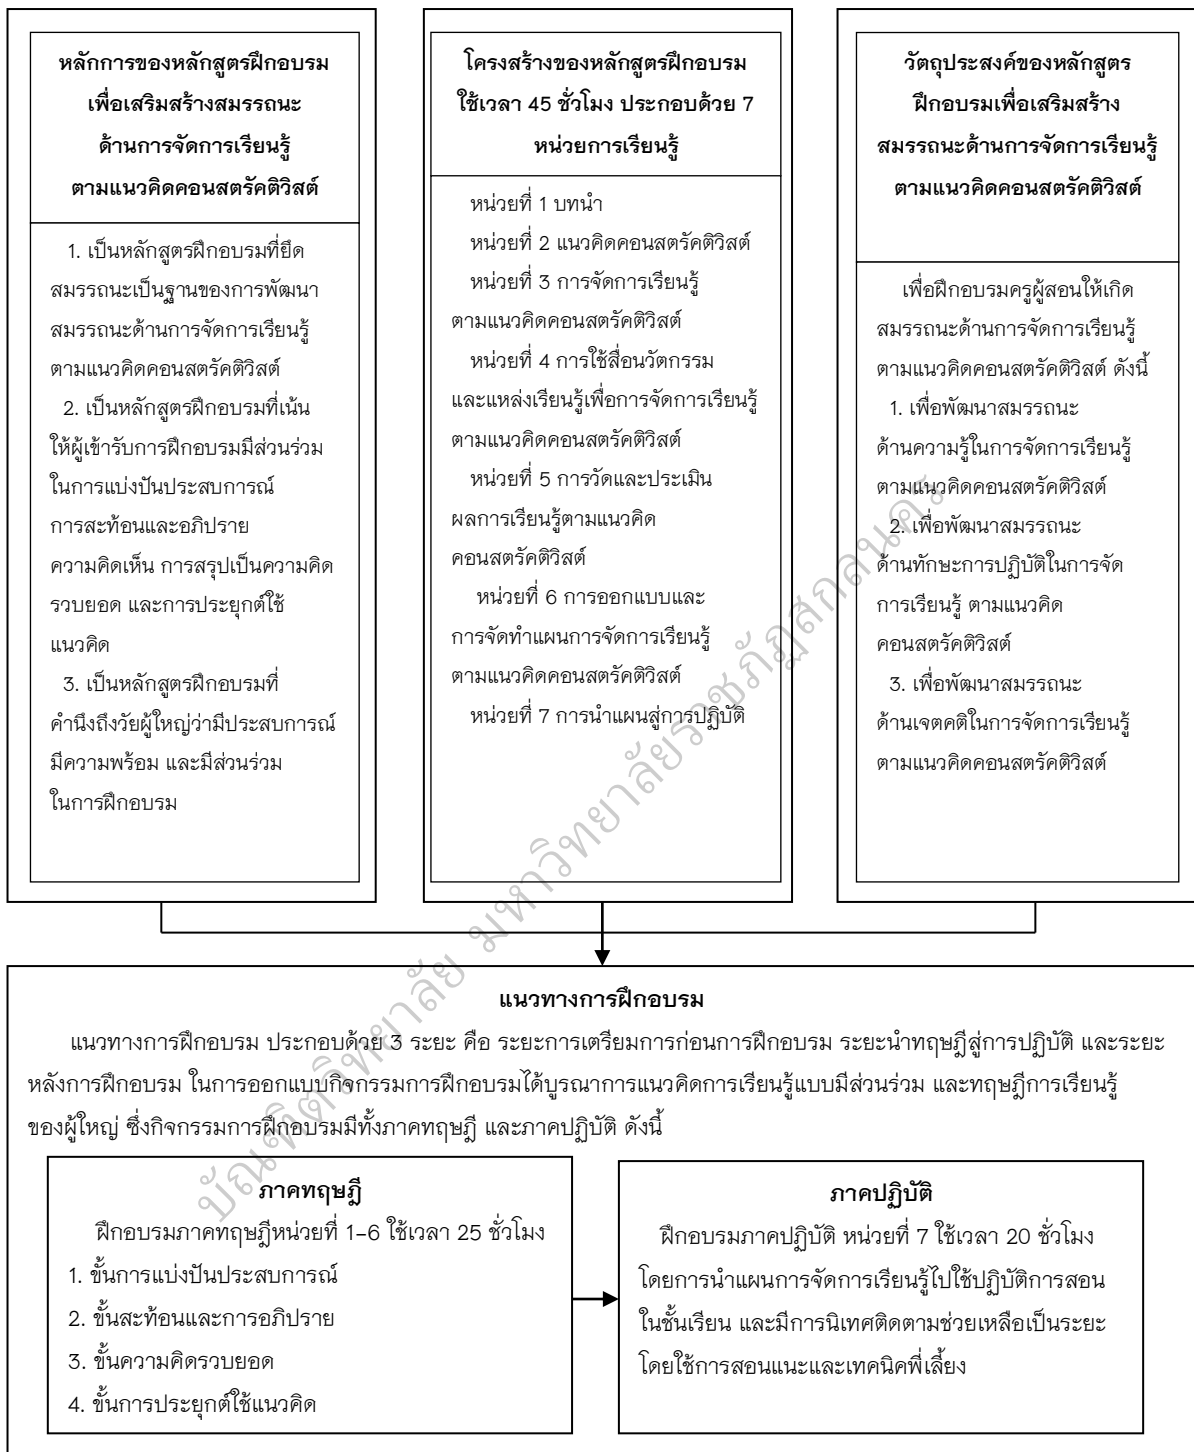 หลักการของหลักสูตรฝึกอบรม
เพื่อเสริมสร้างสมรรถนะ
ด้านการจัดการเรียนรู้
ตามแนวคิดคอนสตรัคติวิสต์
1. เป็นหลักสูตรฝึกอบรมที่ยึด
สมรรถนะเป็นฐานของการพัฒนา
สมรรถนะด้านการจัดการเรียนรู้
ตามแนวคิดคอนสตรัคติวิสต์
2. เป็นหลักสูตรฝึกอบรมที่เน้น
ให้ผู้เข้ารับการฝึกอบรมมีส่วนร่วม
ในการแบ่งปันประสบการณ์
การสะท้อนและอภิปราย
ความคิดเห็น การสรุปเป็นความคิด
รวบยอด และการประยุกต์ใช้
แนวคิด
3. เป็นหลักสูตรฝึกอบรมที่
คำนึงถึงวัยผู้ใหญ่ว่ามีประสบการณ์
มีความพร้อม และมีส่วนร่วม
ในการฝึกอบรม
โครงสร้างของหลักสูตรฝึกอบรม
ใช้เวลา 45 ชั่วโมง ประกอบด้วย 7
หน่วยการเรียนรู้
หน่วยที่ 1 บทนำ
หน่วยที่ 2 แนวคิดคอนสตรัคติวิสต์
หน่วยที่ 3 การจัดการเรียนรู้
ตามแนวคิดคอนสตรัคติวิสต์
หน่วยที่ 4 การใช้สื่อนวัตกรรม
และแหล่งเรียนรู้เพื่อการจัดการเรียนรู้
ตามแนวคิดคอนสตรัคติวิสต์
หน่วยที่ 5 การวัดและประเมิน
ผลการเรียนรู้ตามแนวคิด
คอนสตรัคติวิสต์
หน่วยที่ 6 การออกแบบและ
การจัดทำแผนการจัดการเรียนรู้
ตามแนวคิดคอนสตรัคติวิสต์
หน่วยที่ 7 การนำแผนสู่การปฏิบัติ
วัตถุประสงค์ของหลักสูตร
ฝึกอบรมเพื่อเสริมสร้าง
สมรรถนะด้านการจัดการเรียนรู้
ตามแนวคิดคอนสตรัคติวิสต์
เพื่อฝึกอบรมครูผู้สอนให้เกิด
สมรรถนะด้านการจัดการเรียนรู้
ตามแนวคิดคอนสตรัคติวิสต์ ดังนี้
1. เพื่อพัฒนาสมรรถนะ
ด้านความรู้ในการจัดการเรียนรู้
ตามแนวคิดคอนสตรัคติวิสต์
2. เพื่อพัฒนาสมรรถนะ
ด้านทักษะการปฏิบัติในการจัด
การเรียนรู้ ตามแนวคิด
คอนสตรัคติวิสต์
3. เพื่อพัฒนาสมรรถนะ
ด้านเจตคติในการจัดการเรียนรู้
ตามแนวคิดคอนสตรัคติวิสต์
แนวทางการฝึกอบรม
แนวทางการฝึกอบรม ประกอบด้วย 3 ระยะ คือ ระยะการเตรียมการก่อนการฝึกอบรม ระยะนำทฤษฎีสู่การปฏิบัติ และระยะ
หลังการฝึกอบรม ในการออกแบบกิจกรรมการฝึกอบรมได้บูรณาการแนวคิดการเรียนรู้แบบมีส่วนร่วม และทฤษฎีการเรียนรู้
ของผู้ใหญ่ ซึ่งกิจกรรมการฝึกอบรมมีทั้งภาคทฤษฎี และภาคปฏิบัติ ดังนี้
ภาคทฤษฎี
ฝึกอบรมภาคทฤษฎีหน่วยที่ 1-6 ใช้เวลา 25 ชั่วโมง
1. ขั้นการแบ่งปันประสบการณ์
2. ขั้นสะท้อนและการอภิปราย
3. ขั้นความคิดรวบยอด
4. ขั้นการประยุกต์ใช้แนวคิด
ภาคปฏิบัติ
ฝึกอบรมภาคปฏิบัติ หน่วยที่ 7 ใช้เวลา 20 ชั่วโมง
โดยการนำแผนการจัดการเรียนรู้ไปใช้ปฏิบัติการสอน
ในชั้นเรียน และมีการนิเทศติดตามช่วยเหลือเป็นระยะ
โดยใช้การสอนแนะและเทคนิคพี่เลี้ยง
บัณฑิตวิทยาลัย มหาวิทยาลัยราชภัฏสกลนคร